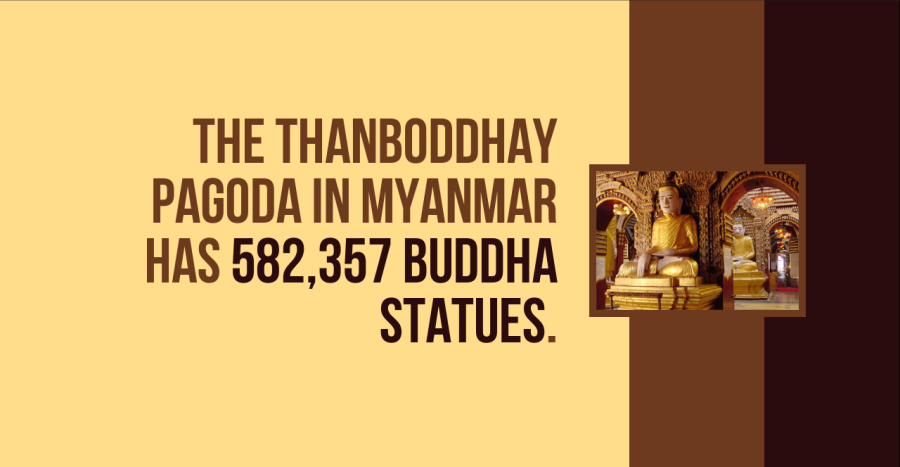 THE THANBODDHAY
PAGODA IN MYANMAR
HAS 582,357 BUDDHA
STATUES.